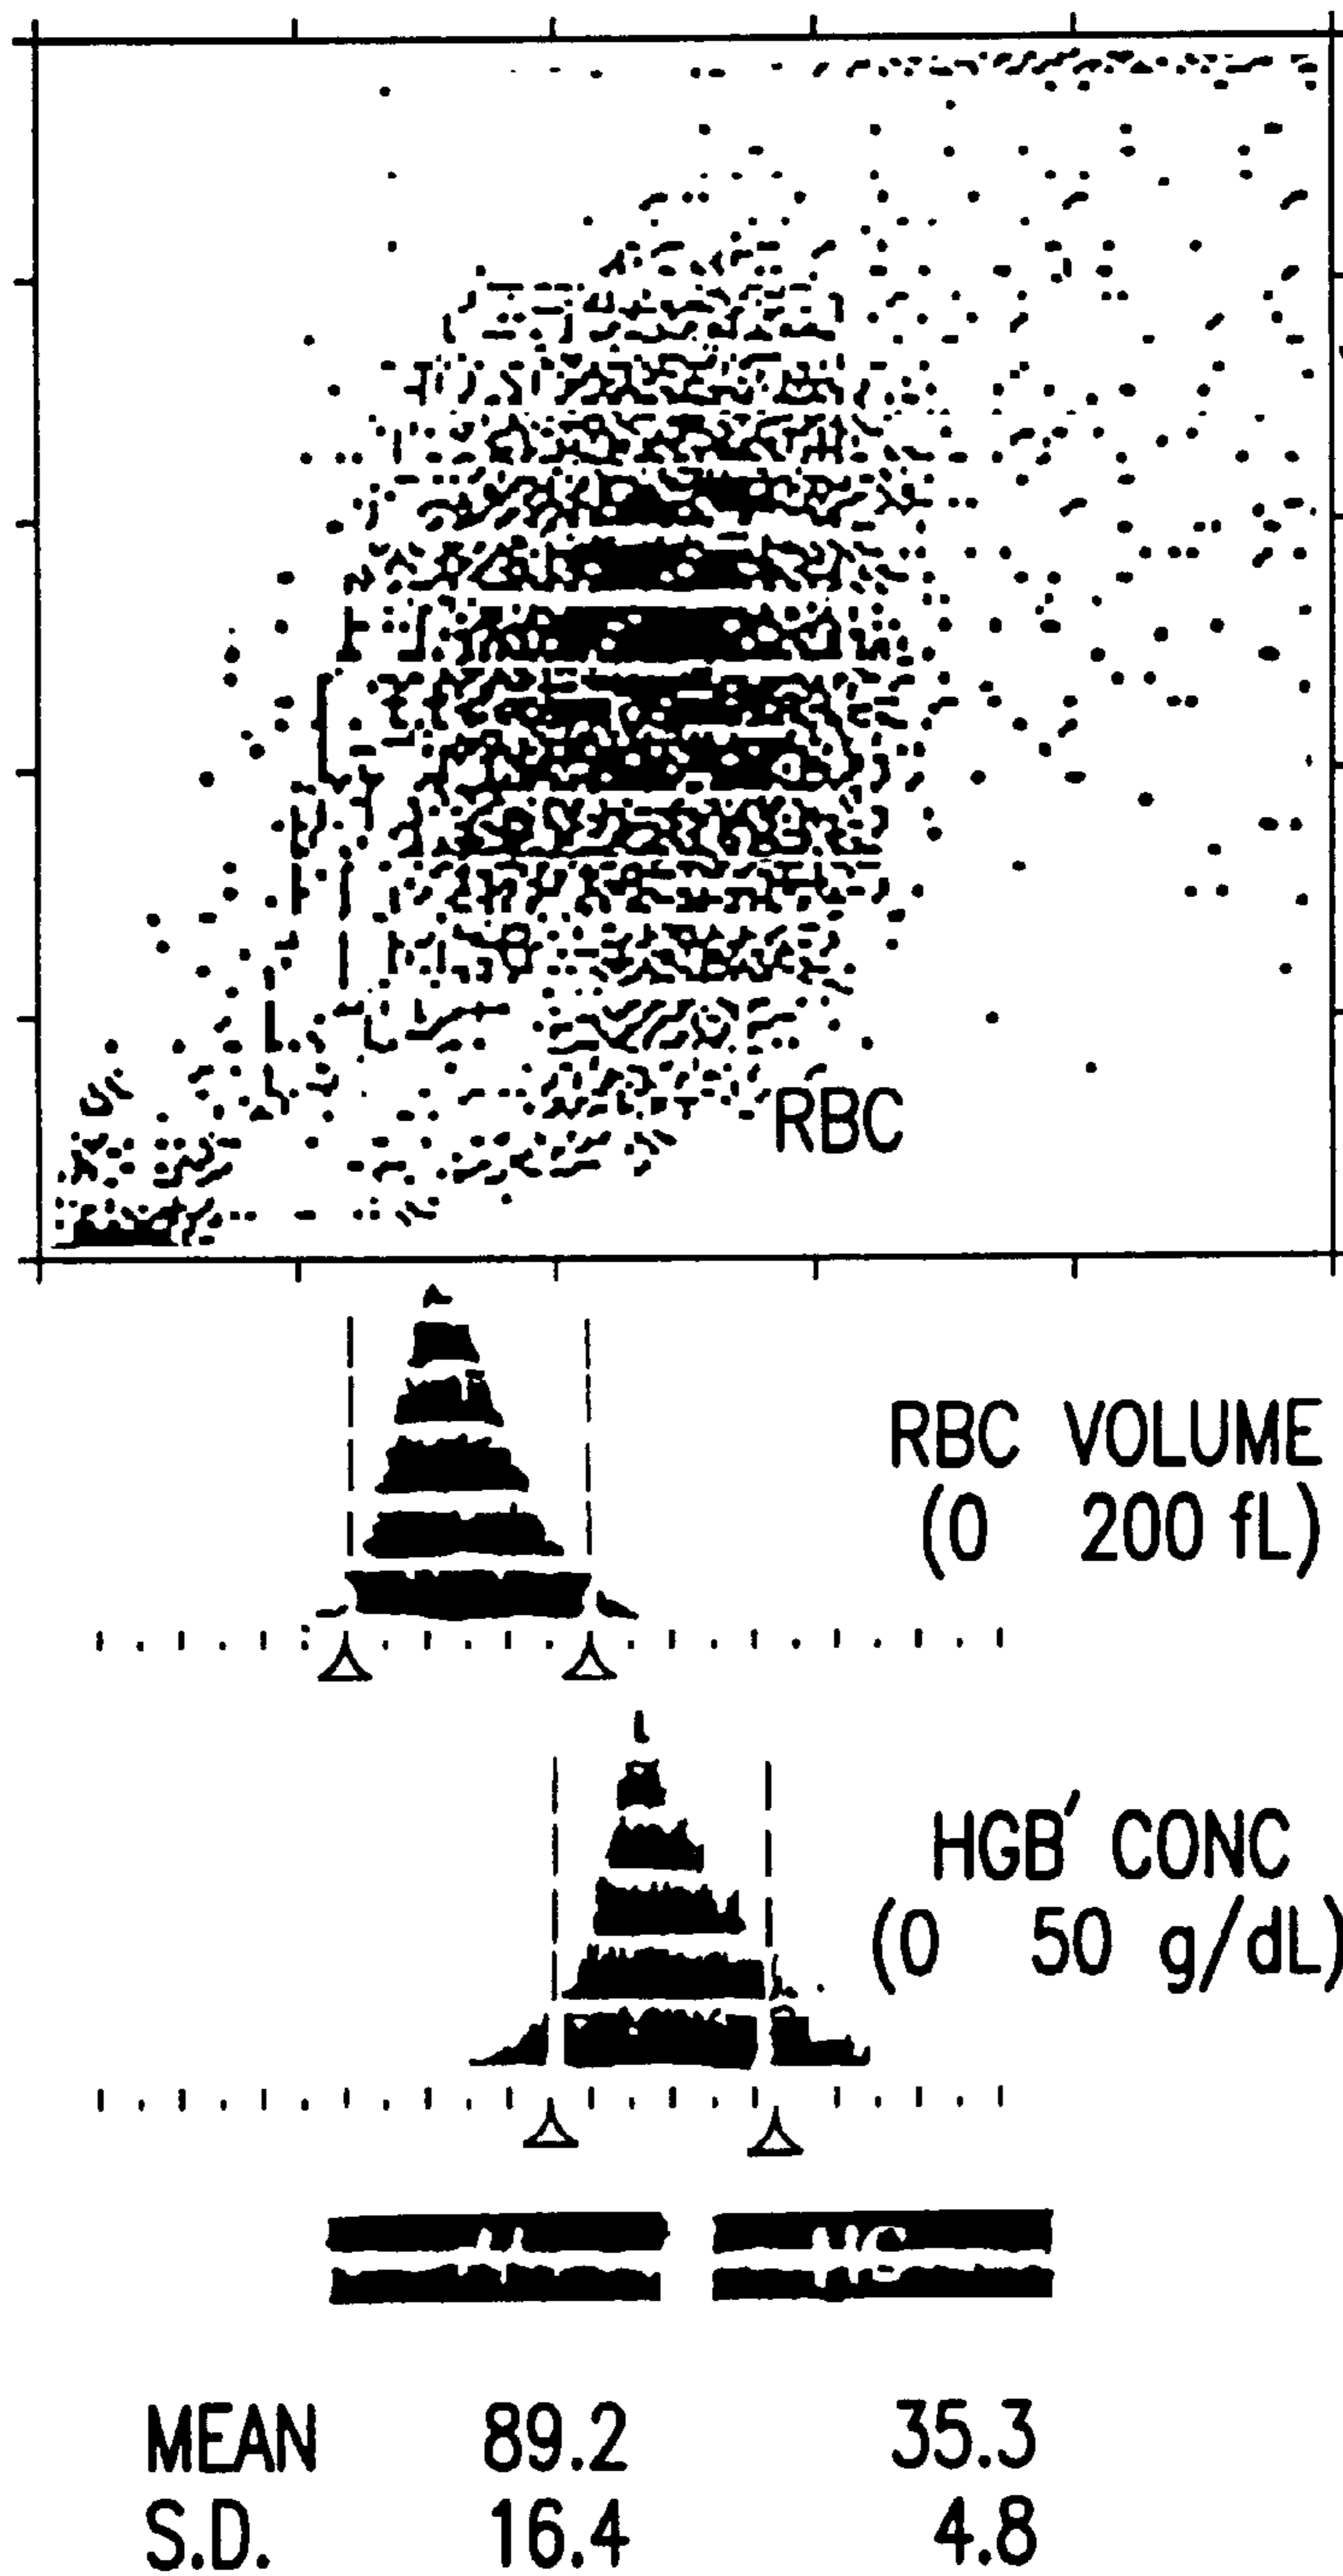 RBC
RBC VOLUME
(0 200 fL)
HGB' CONC
(0 50 g/dL)
MEAN 89.2 35.3
S.D. 16.4 4.8